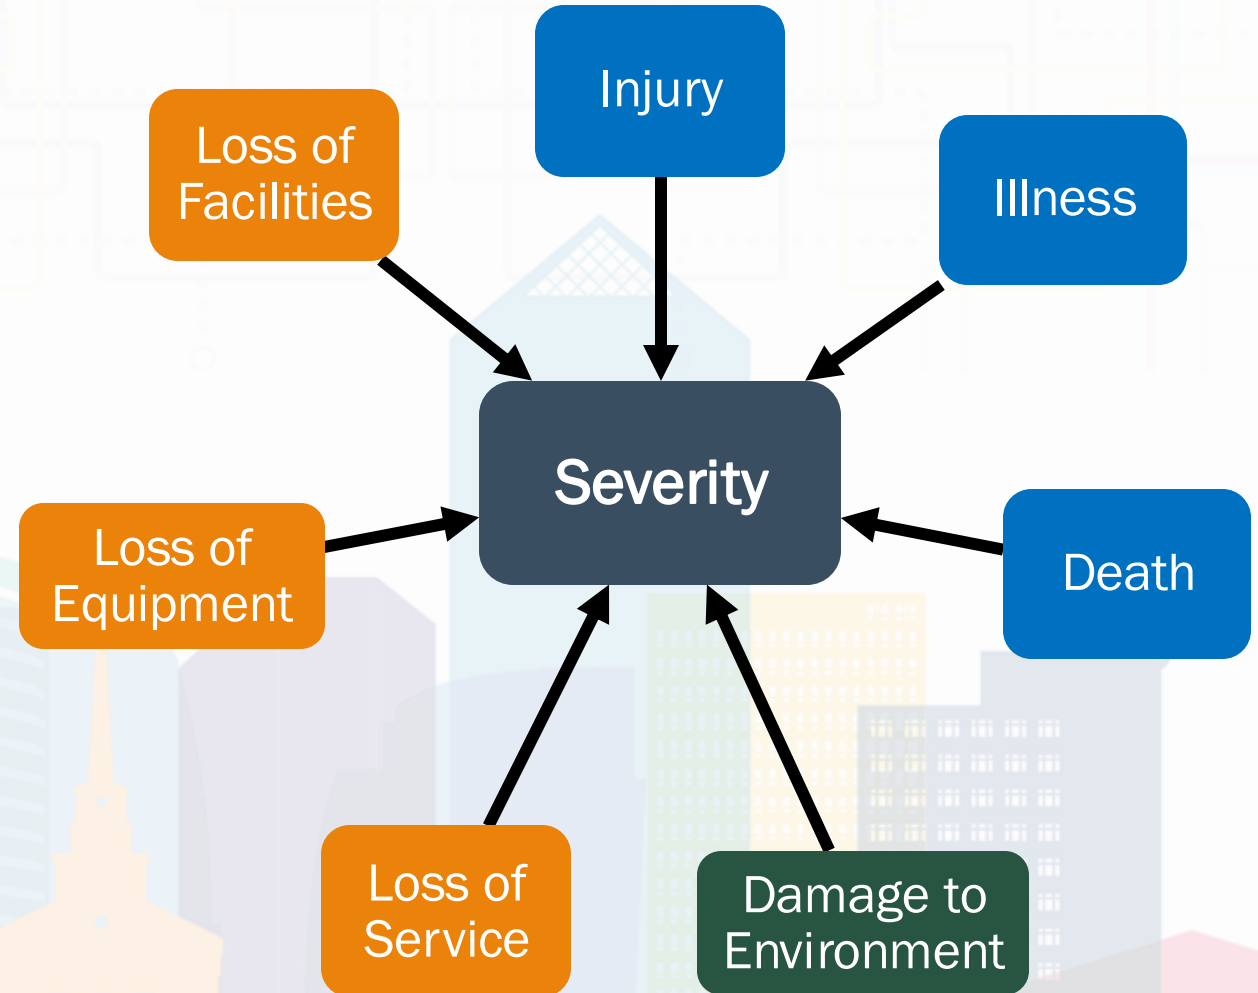 Injury
Loss of
Facilities
Illness
Severity
Loss of
Equipment
Death
Loss of
Service
Damage to
Environment